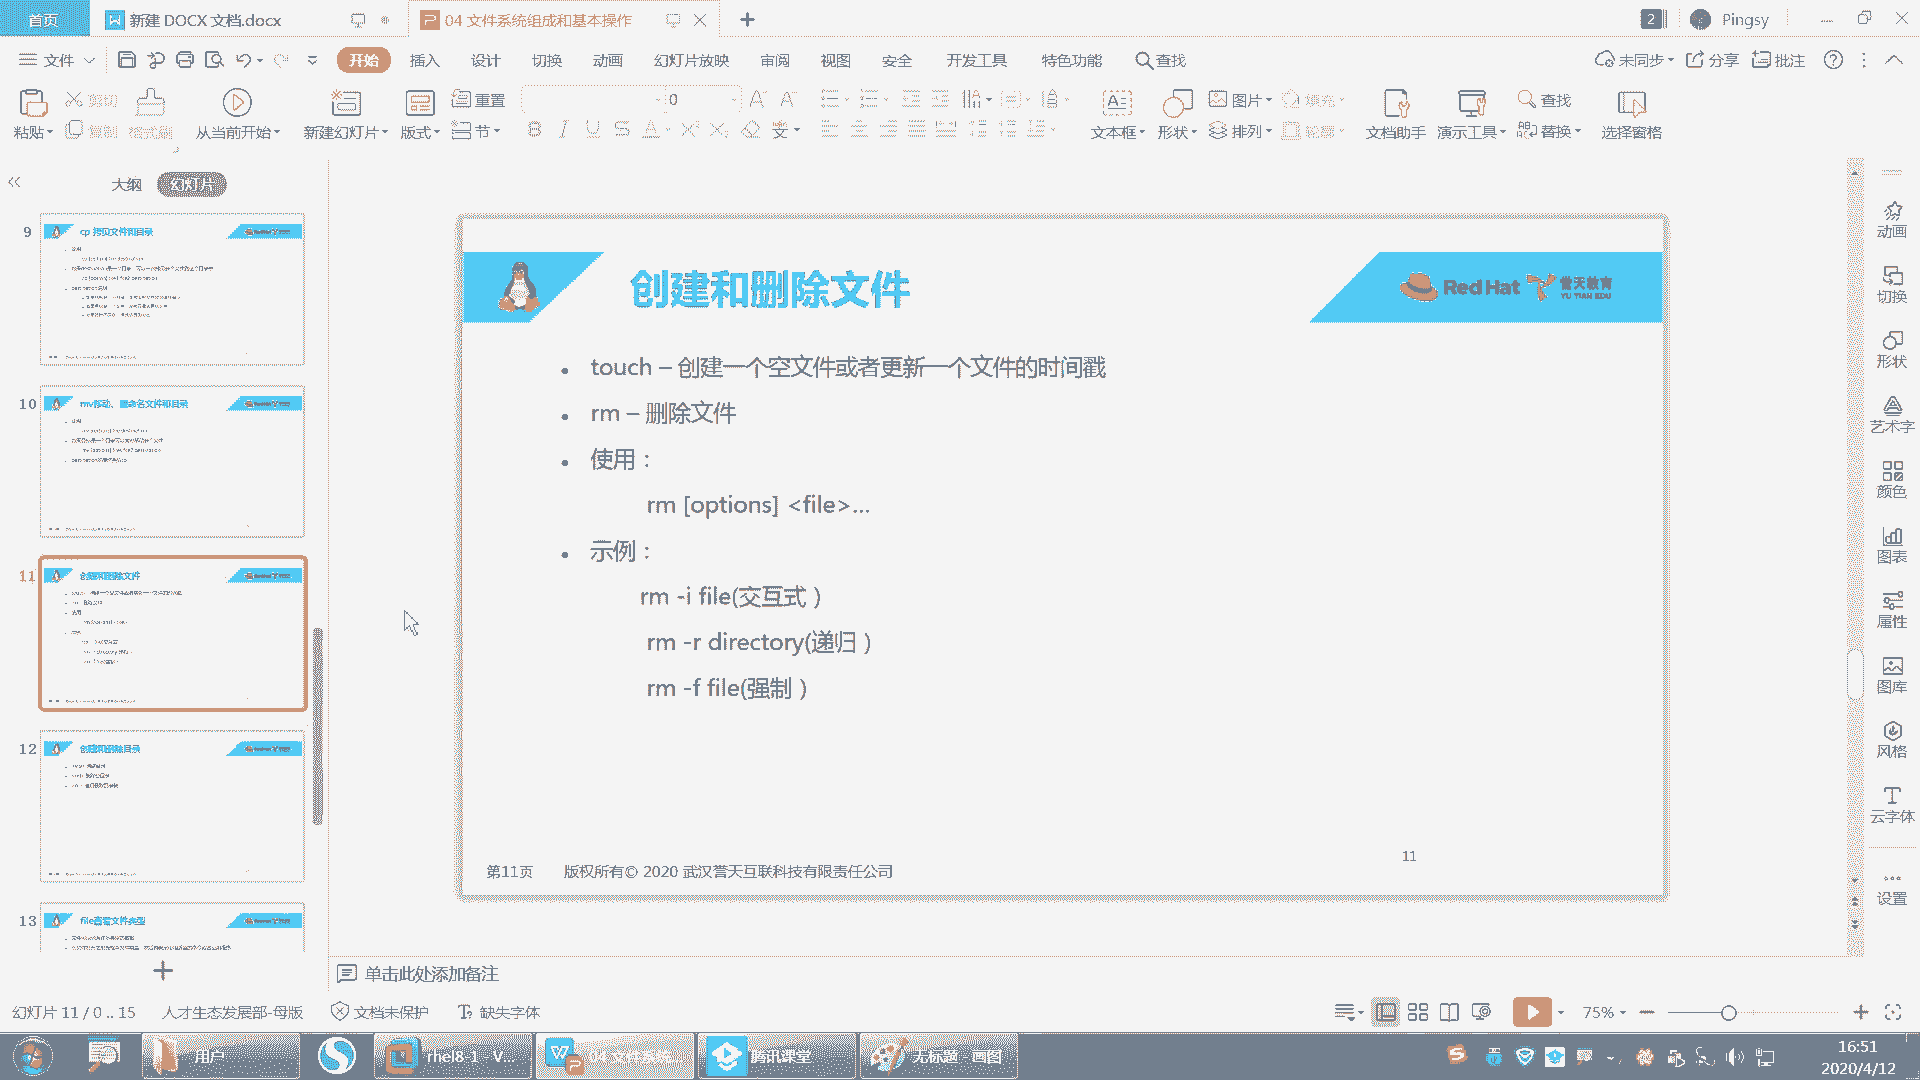 首页
新建 DOCX 文档.docx
04 文件系统组成和基本操作
2
Pingsy
文件
开始
插入
设计
切换
动画
幻灯片放映
审阅
视图
安全
开发工具
特色功能
查找
未同步
分享
批注
粘贴
剪切
复制
格式刷
从当前开始
新建幻灯片
版式
重置
节
0
文本框
形状
图片
排列
填充
轮廓
文档助手
演示工具
查找
替换
选择窗格
大纲
幻灯片
9
cp 拷贝文件和目录
10
mv移动、重命名文件和目录
11
创建和删除文件
12
创建和删除目录
13
file查看文件类型
创建和删除文件
Red Hat
誉天教育
YU TIAN EDU
• touch – 创建一个空文件或者更新一个文件的时间戳
• rm – 删除文件
• 使用：
rm [options] <file>...
• 示例：
rm -i file(交互式 )
rm -r directory(递归 )
rm -f file(强制 )
11
第11页 版权所有© 2020 武汉誉天互联科技有限责任公司
动画
切换
形状
艺术字
颜色
图表
属性
图库
风格
云字体
设置
单击此处添加备注
幻灯片 11 / 0 .. 15
人才生态发展部-母版
文档未保护
缺失字体
75%
用户
rhel8-1 - V...
04 文件系统...
腾讯课堂
无标题 - 画图
16:51
2020/4/12